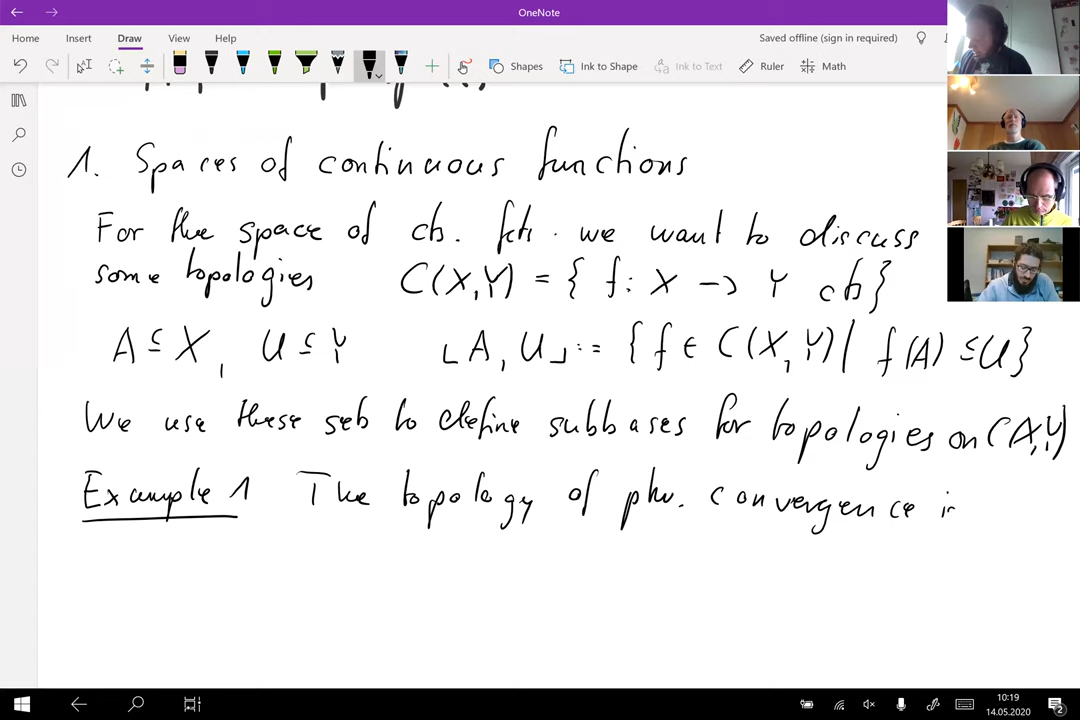 OneNote
Home Insert Draw View Help Saved offline (sign in required)
Shapes Ink to Shape Ink to Text Ruler Math
1. Spaces of continuous functions
For the space of cts. fcts. we want to discuss
some topologies C(X,Y) = { f: X → Y cts}
A ⊆ X, U ⊆ Y ⌊A, U⌋ := { f ∈ C(X,Y) | f(A) ⊆ U}
We use these sets to define subbases for topologies on C(X,Y)
Example 1 The topology of ptw. convergence is
10:19
14.05.2020
2